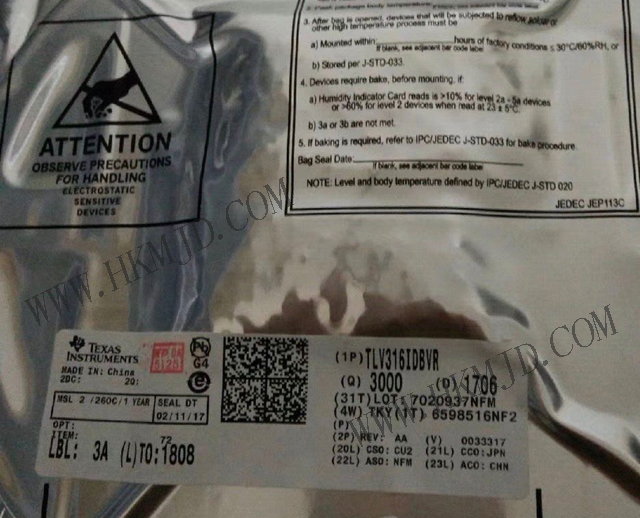 3. After bag is opened, devices that will be subjected to reflow solder or
other high temperature process must be
a) Mounted within: hours of factory conditions ≤ 30°C/60%RH, or
If blank, see adjacent bar code label
b) Stored per J-STD-033.
4. Devices require bake, before mounting, if:
a) Humidity Indicator Card reads is >10% for level 2a - 5a devices
or >60% for level 2 devices when read at 23 ± 5°C.
b) 3a or 3b are not met.
5. If baking is required, refer to IPC/JEDEC J-STD-033 for bake procedure.
Bag Seal Date:
If blank, see adjacent bar code label
NOTE: Level and body temperature defined by IPC/JEDEC J-STD 020
JEDEC JEP113C
ATTENTION
OBSERVE PRECAUTIONS
FOR HANDLING
ELECTROSTATIC
SENSITIVE
DEVICES
WWW.HKMJD.COM
WWW.HKMJD.COM
TEXAS
INSTRUMENTS
MADE IN: China
2DC: 2Q:
Pb
G4
e
MSL 2 /260C/1 YEAR
SEAL DT
02/11/17
OPT:
ITEM:
72
LBL: 3A (L)TO:1808
(1P) TLV316IDBVR
(Q) 3000 (D) 1706
(31T)LOT: 7020937NFM
(4W) TKY(1T) 6598516NF2
(P)
(2P) REV: AA (V) 0033317
(20L) CSO: CU2 (21L) CCO:JPN
(22L) ASO: NFM (23L) ACO: CHN